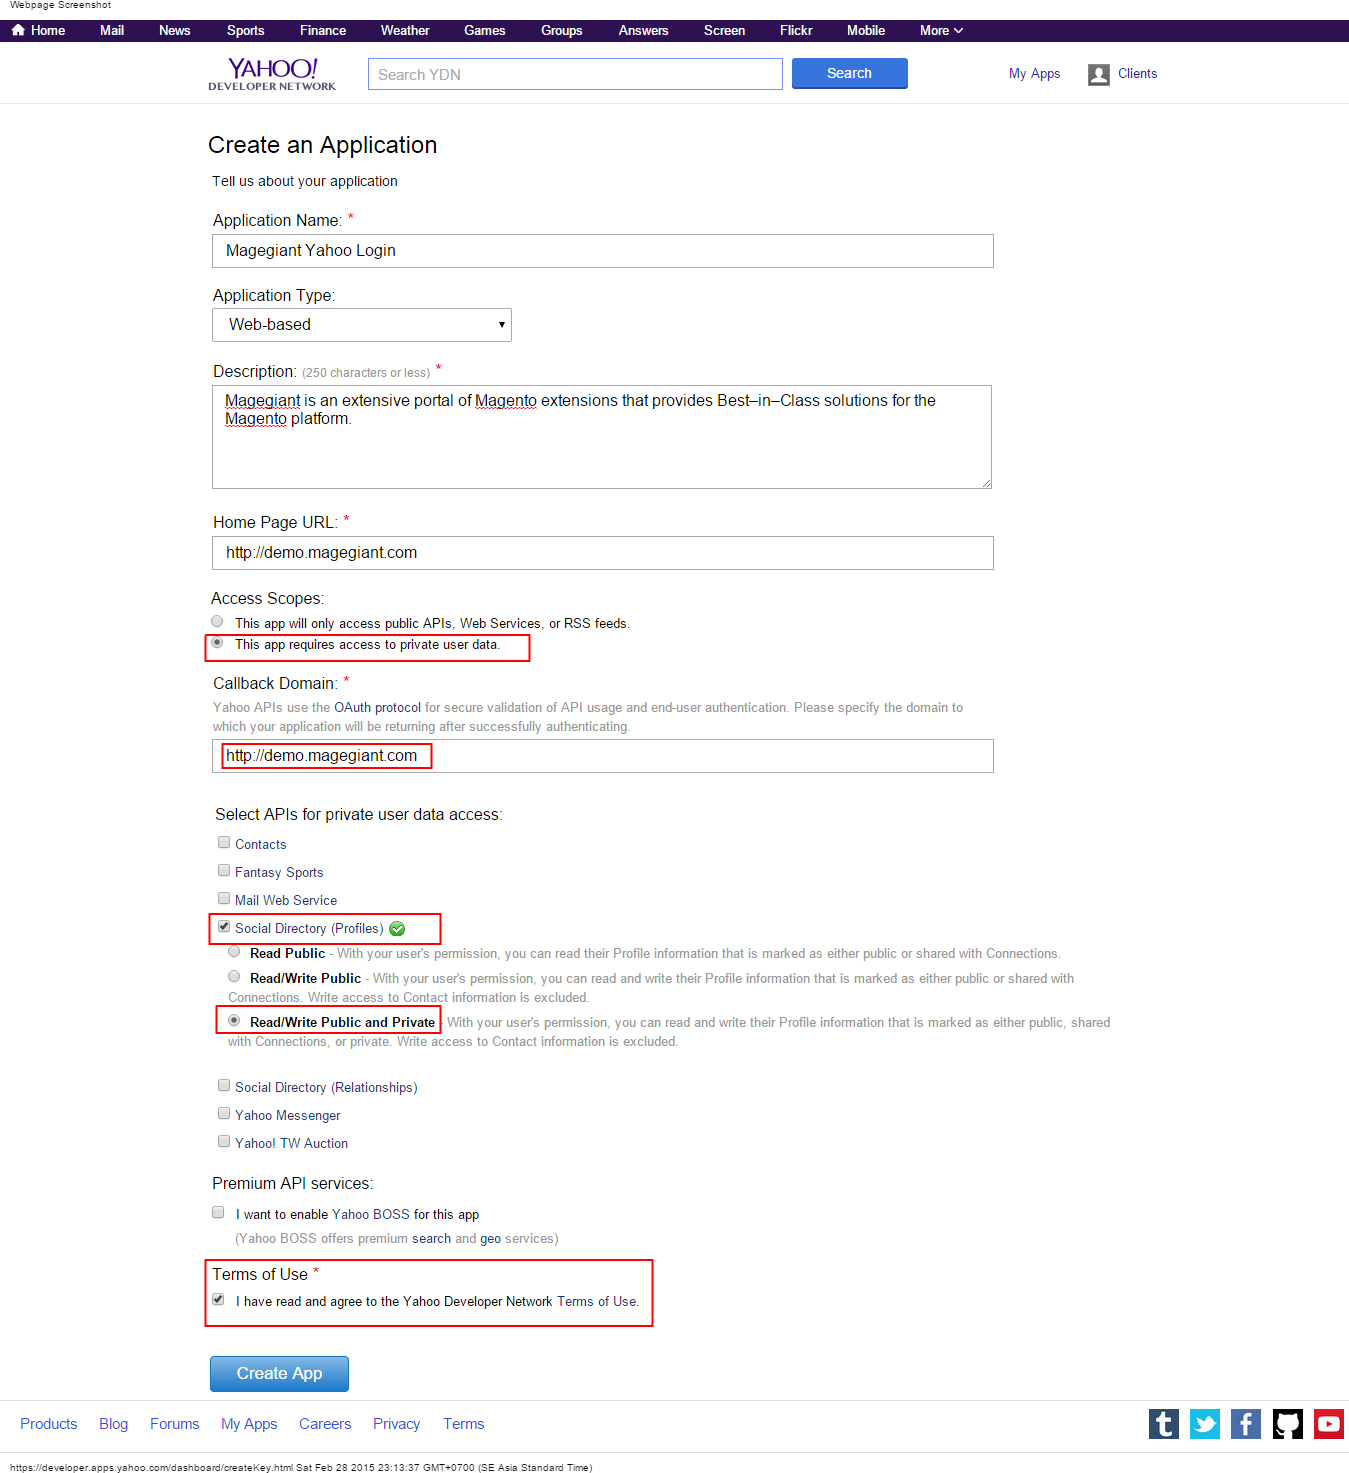 Webpage Screenshot
Home Mail News Sports Finance Weather Games Groups Answers Screen Flickr Mobile More
YAHOO!
DEVELOPER NETWORK
Search YDN
Search
My Apps
Clients
Create an Application
Tell us about your application
Application Name: *
Magegiant Yahoo Login
Application Type:
Web-based
Description: (250 characters or less) *
Magegiant is an extensive portal of Magento extensions that provides Best–in–Class solutions for the
Magento platform.
Home Page URL: *
http://demo.magegiant.com
Access Scopes:
This app will only access public APIs, Web Services, or RSS feeds.
This app requires access to private user data.
Callback Domain: *
Yahoo APIs use the OAuth protocol for secure validation of API usage and end-user authentication. Please specify the domain to
which your application will be returning after successfully authenticating.
http://demo.magegiant.com
Select APIs for private user data access:
Contacts
Fantasy Sports
Mail Web Service
Social Directory (Profiles)
Read Public - With your user's permission, you can read their Profile information that is marked as either public or shared with Connections.
Read/Write Public - With your user's permission, you can read and write their Profile information that is marked as either public or shared with
Connections. Write access to Contact information is excluded.
Read/Write Public and Private - With your user's permission, you can read and write their Profile information that is marked as either public, shared
with Connections, or private. Write access to Contact information is excluded.
Social Directory (Relationships)
Yahoo Messenger
Yahoo! TW Auction
Premium API services:
I want to enable Yahoo BOSS for this app
(Yahoo BOSS offers premium search and geo services)
Terms of Use *
I have read and agree to the Yahoo Developer Network Terms of Use.
Create App
Products Blog Forums My Apps Careers Privacy Terms
https://developer.apps.yahoo.com/dashboard/createKey.html Sat Feb 28 2015 23:13:37 GMT+0700 (SE Asia Standard Time)